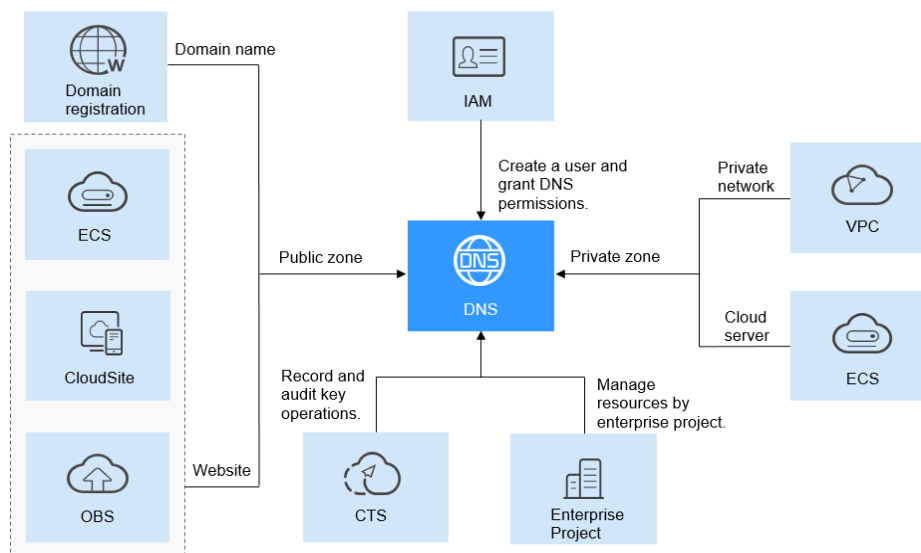 Domain name
W
Domain
registration
IAM
Create a user and
grant DNS
permissions.
Private
network
VPC
ECS
Public zone
DNS
DNS
Private zone
Cloud
server
ECS
CloudSite
Record and
audit key
operations.
Manage
resources by
enterprise project.
Website
OBS
CTS
Enterprise
Project